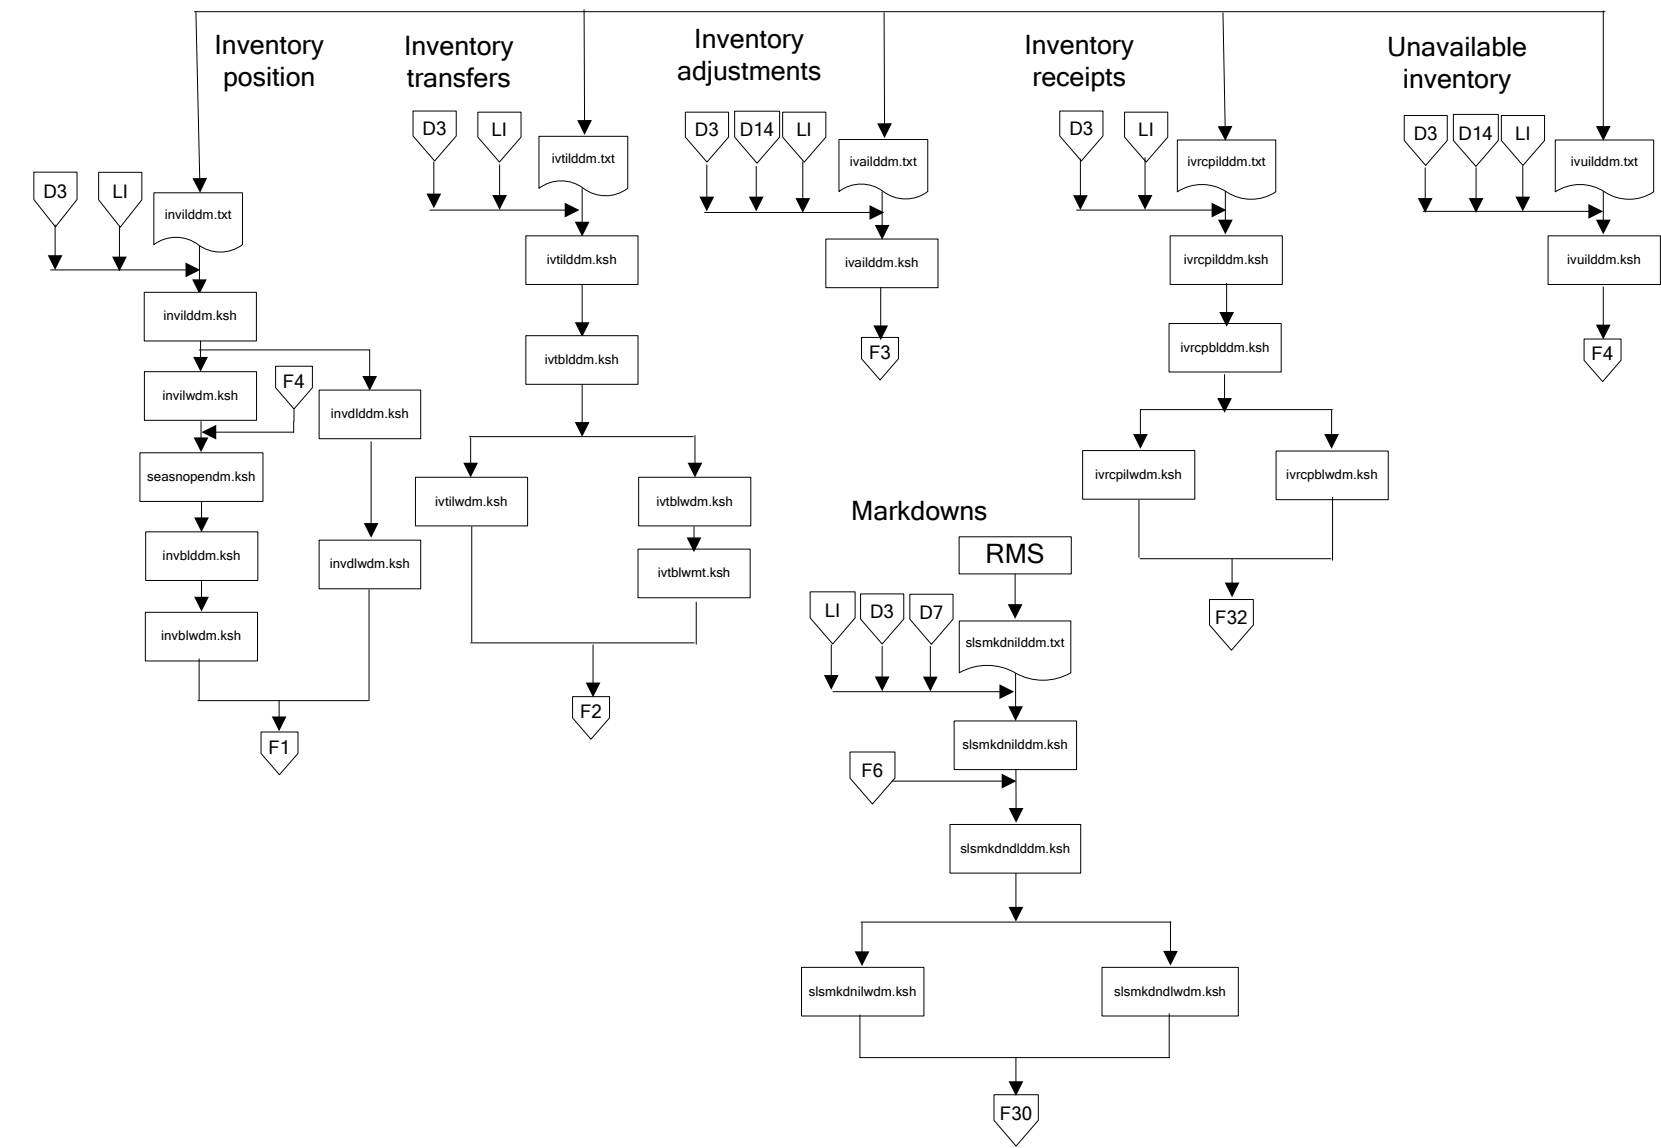 Inventory
position
D3
LI
invilddm.txt
invilddm.ksh
invilwdm.ksh
F4
invdlddm.ksh
seasnopendm.ksh
invblddm.ksh
invdlwdm.ksh
invblwdm.ksh
F1
Inventory
transfers
D3
LI
ivtilddm.txt
ivtilddm.ksh
ivtblddm.ksh
ivtilwdm.ksh
ivtblwdm.ksh
ivtblwmt.ksh
F2
Inventory
adjustments
D3
D14
LI
ivailddm.txt
ivailddm.ksh
F3
Inventory
receipts
D3
LI
ivrcpilddm.txt
ivrcpilddm.ksh
ivrcpblddm.ksh
ivrcpilwdm.ksh
ivrcpblwdm.ksh
F32
Unavailable
inventory
D3
D14
LI
ivuilddm.txt
ivuilddm.ksh
F4
Markdowns
RMS
LI
D3
D7
slsmkdnilddm.txt
slsmkdnilddm.ksh
F6
slsmkdndlddm.ksh
slsmkdnilwdm.ksh
slsmkdndlwdm.ksh
F30